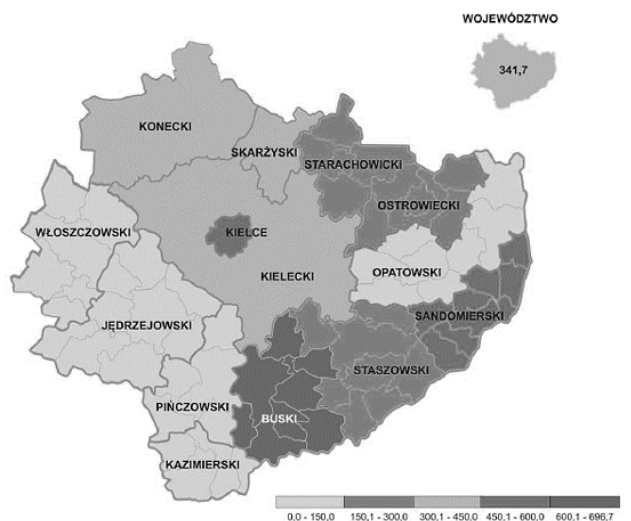 WOJEWÓDZTWO
341,7
KONECKI
SKARŻYSKI
STARACHOWICKI
OSTROWIECKI
WŁOSZCZOWSKI
KIELCE
KIELECKI
OPATOWSKI
SANDOMIERSKI
JĘDRZEJOWSKI
STASZOWSKI
PIŃCZOWSKI
BUSKI
KAZIMIERSKI
0,0 - 150,0 150,1 - 300,0 300,1 - 450,0 450,1 - 600,0 600,1 - 696,7